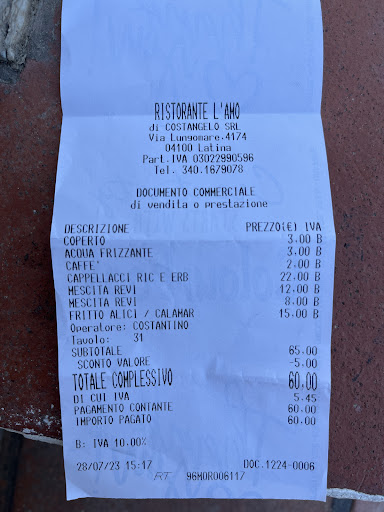 RISTORANTE L'AMO
di COSTANGELO SRL
Via Lungomare.4174
04100 Latina
Part.IVA 03022990596
Tel. 340.1679078
DOCUMENTO COMMERCIALE
di vendita o prestazione
DESCRIZIONE PREZZO(€) IVA
COPERTO 3.00 B
ACQUA FRIZZANTE 3.00 B
CAFFE' 2.00 B
CAPPELLACCI RIC E ERB 22.00 B
MESCITA REVI 12.00 B
MESCITA REVI 8.00 B
FRITTO ALICI / CALAMAR 15.00 B
Operatore: COSTANTINO
Tavolo: 31
SUBTOTALE 65.00
SCONTO VALORE -5.00
TOTALE COMPLESSIVO 60.00
DI CUI IVA 5.45
PAGAMENTO CONTANTE 60.00
IMPORTO PAGATO 60.00
B: IVA 10.00%
28/07/23 15:17 DOC.1224-0006
RT 96MOR006117